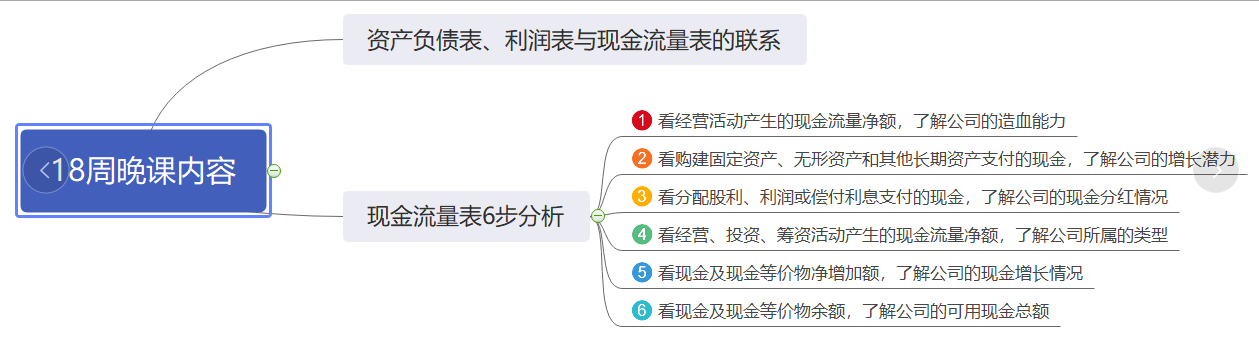 资产负债表、利润表与现金流量表的联系
18周晚课内容
现金流量表6步分析
1 看经营活动产生的现金流量净额，了解公司的造血能力
2 看购建固定资产、无形资产和其他长期资产支付的现金，了解公司的增长潜力
3 看分配股利、利润或偿付利息支付的现金，了解公司的现金分红情况
4 看经营、投资、筹资活动产生的现金流量净额，了解公司所属的类型
5 看现金及现金等价物净增加额，了解公司的现金增长情况
6 看现金及现金等价物余额，了解公司的可用现金总额